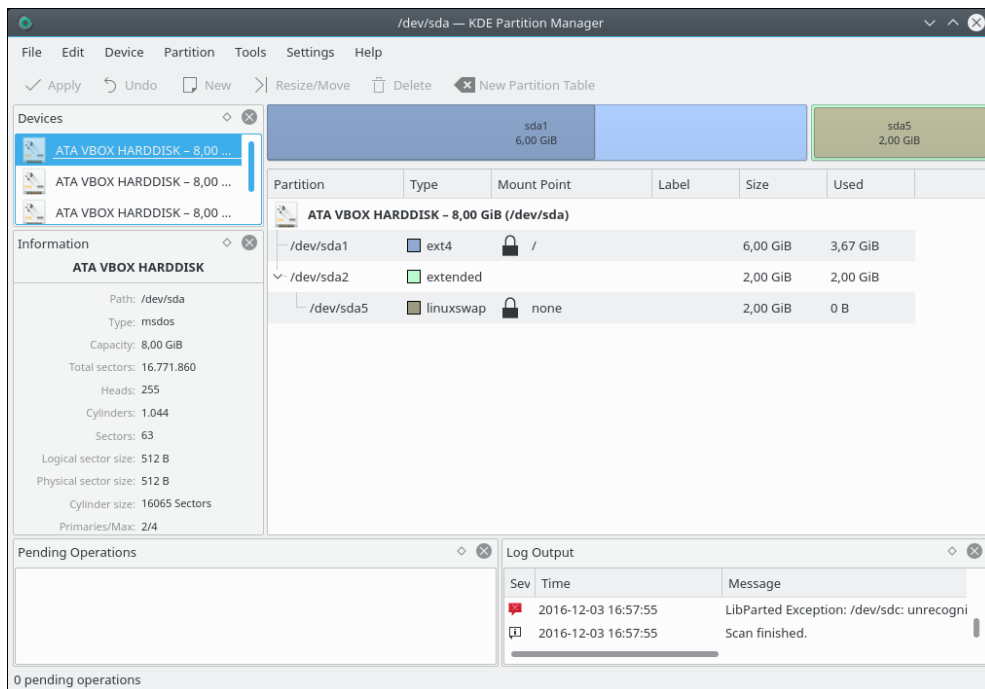 /dev/sda — KDE Partition Manager
File Edit Device Partition Tools Settings Help
Apply Undo New Resize/Move Delete New Partition Table
Devices
ATA VBOX HARDDISK – 8,00 ...
ATA VBOX HARDDISK – 8,00 ...
ATA VBOX HARDDISK – 8,00 ...
Information
ATA VBOX HARDDISK
Path: /dev/sda
Type: msdos
Capacity: 8,00 GiB
Total sectors: 16.771.860
Heads: 255
Cylinders: 1.044
Sectors: 63
Logical sector size: 512 B
Physical sector size: 512 B
Cylinder size: 16065 Sectors
Primaries/Max: 2/4
sda1
6,00 GiB
sda5
2,00 GiB
Partition Type Mount Point Label Size Used
ATA VBOX HARDDISK – 8,00 GiB (/dev/sda)
/dev/sda1 ext4 / 6,00 GiB 3,67 GiB
/dev/sda2 extended 2,00 GiB 2,00 GiB
/dev/sda5 linuxswap none 2,00 GiB 0 B
Pending Operations
Log Output
Sev Time Message
2016-12-03 16:57:55 LibParted Exception: /dev/sdc: unrecogni
2016-12-03 16:57:55 Scan finished.
0 pending operations